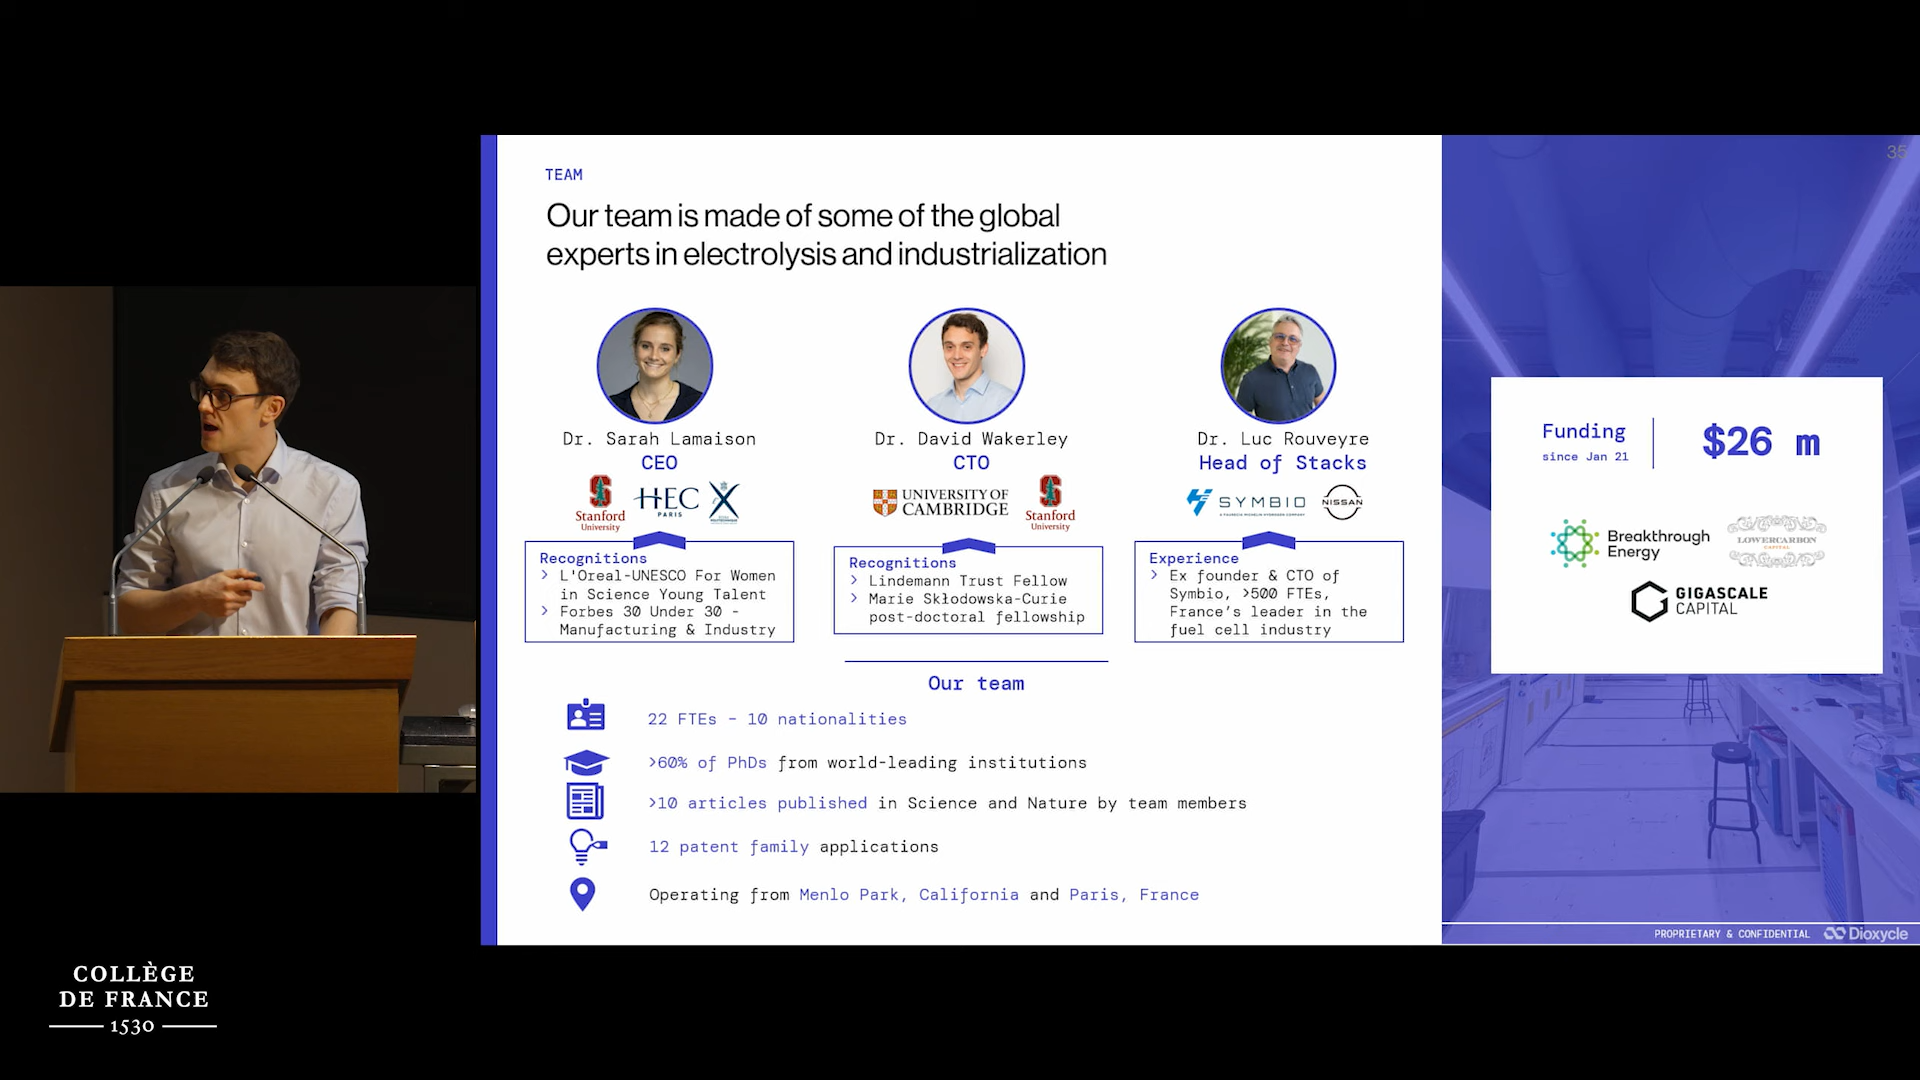 35
TEAM
Our team is made of some of the global
experts in electrolysis and industrialization
Dr. Sarah Lamaison
CEO
Stanford
University
HEC
PARIS
X
Recognitions
L'Oreal-UNESCO For Women
in Science Young Talent
Forbes 30 Under 30 -
Manufacturing & Industry
Dr. David Wakerley
CTO
UNIVERSITY OF
CAMBRIDGE
Stanford
University
Recognitions
Lindemann Trust Fellow
Marie Skłodowska-Curie
post-doctoral fellowship
Dr. Luc Rouveyre
Head of Stacks
SYMBIO
A FAURECIA MICHELIN HYDROGEN COMPANY
NISSAN
Experience
Ex founder & CTO of
Symbio, >500 FTEs,
France's leader in the
fuel cell industry
Our team
22 FTEs - 10 nationalities
>60% of PhDs from world-leading institutions
>10 articles published in Science and Nature by team members
12 patent family applications
Operating from Menlo Park, California and Paris, France
Funding
since Jan 21
$26 m
Breakthrough
Energy
LOWERCARBON
CAPITAL
GIGASCALE
CAPITAL
PROPRIETARY & CONFIDENTIAL
Dioxycle
COLLÈGE
DE FRANCE
1530